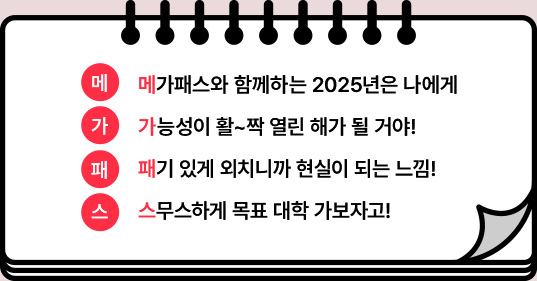 메 메가패스와 함께하는 2025년은 나에게
가 가능성이 활~짝 열린 해가 될 거야!
패 패기 있게 외치니까 현실이 되는 느낌!
스 스무스하게 목표 대학 가보자고!